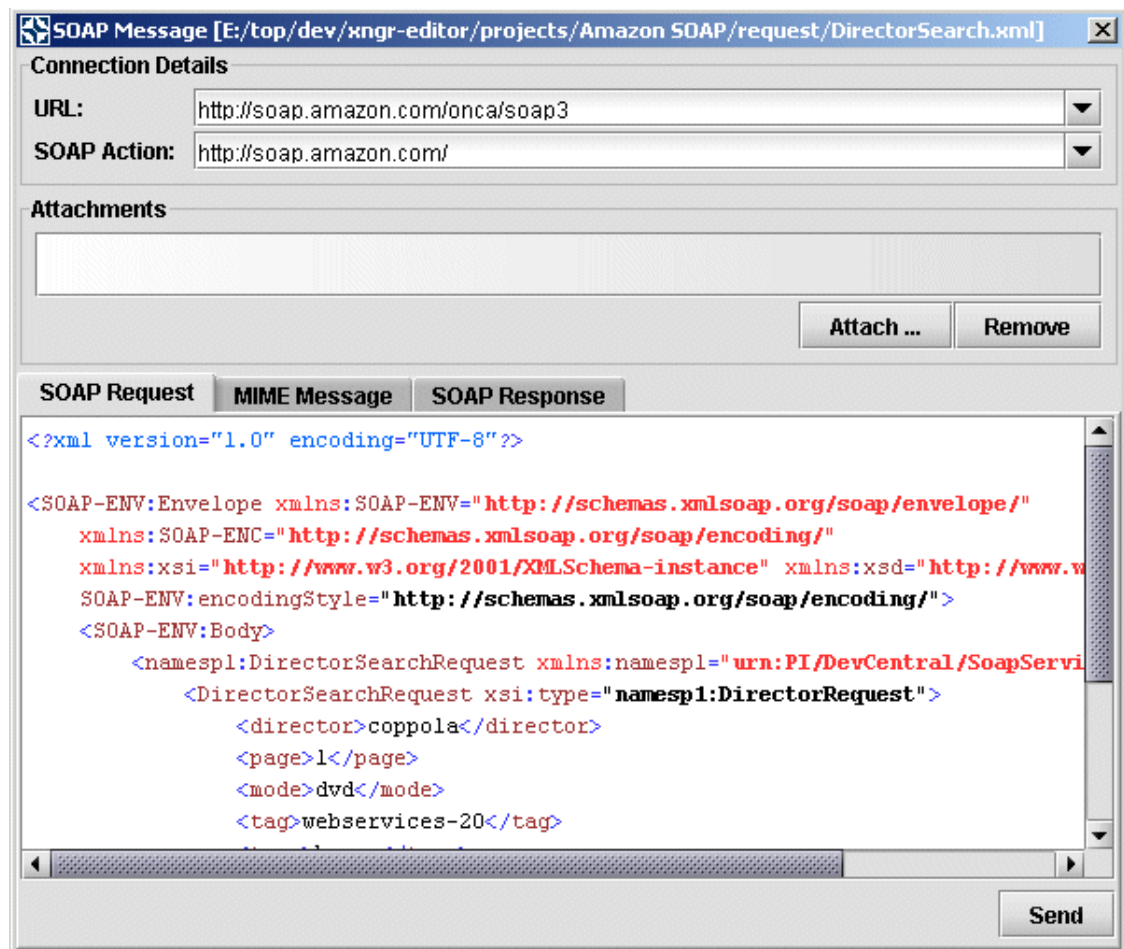 SOAP Message [E:/top/dev/xngr-editor/projects/Amazon SOAP/request/DirectorSearch.xml]
Connection Details
URL: http://soap.amazon.com/onca/soap3
SOAP Action: http://soap.amazon.com/
Attachments
Attach ... Remove
SOAP Request MIME Message SOAP Response
<?xml version="1.0" encoding="UTF-8"?>
<SOAP-ENV:Envelope xmlns:SOAP-ENV="http://schemas.xmlsoap.org/soap/envelope/"
xmlns:SOAP-ENC="http://schemas.xmlsoap.org/soap/encoding/"
xmlns:xsi="http://www.w3.org/2001/XMLSchema-instance" xmlns:xsd="http://www.w
SOAP-ENV:encodingStyle="http://schemas.xmlsoap.org/soap/encoding/">
<SOAP-ENV:Body>
<namesp1:DirectorSearchRequest xmlns:namesp1="urn:PI/DevCentral/SoapServi
<DirectorSearchRequest xsi:type="namesp1:DirectorRequest">
<director>coppola</director>
<page>1</page>
<mode>dvd</mode>
<tag>webservices-20</tag>
Send